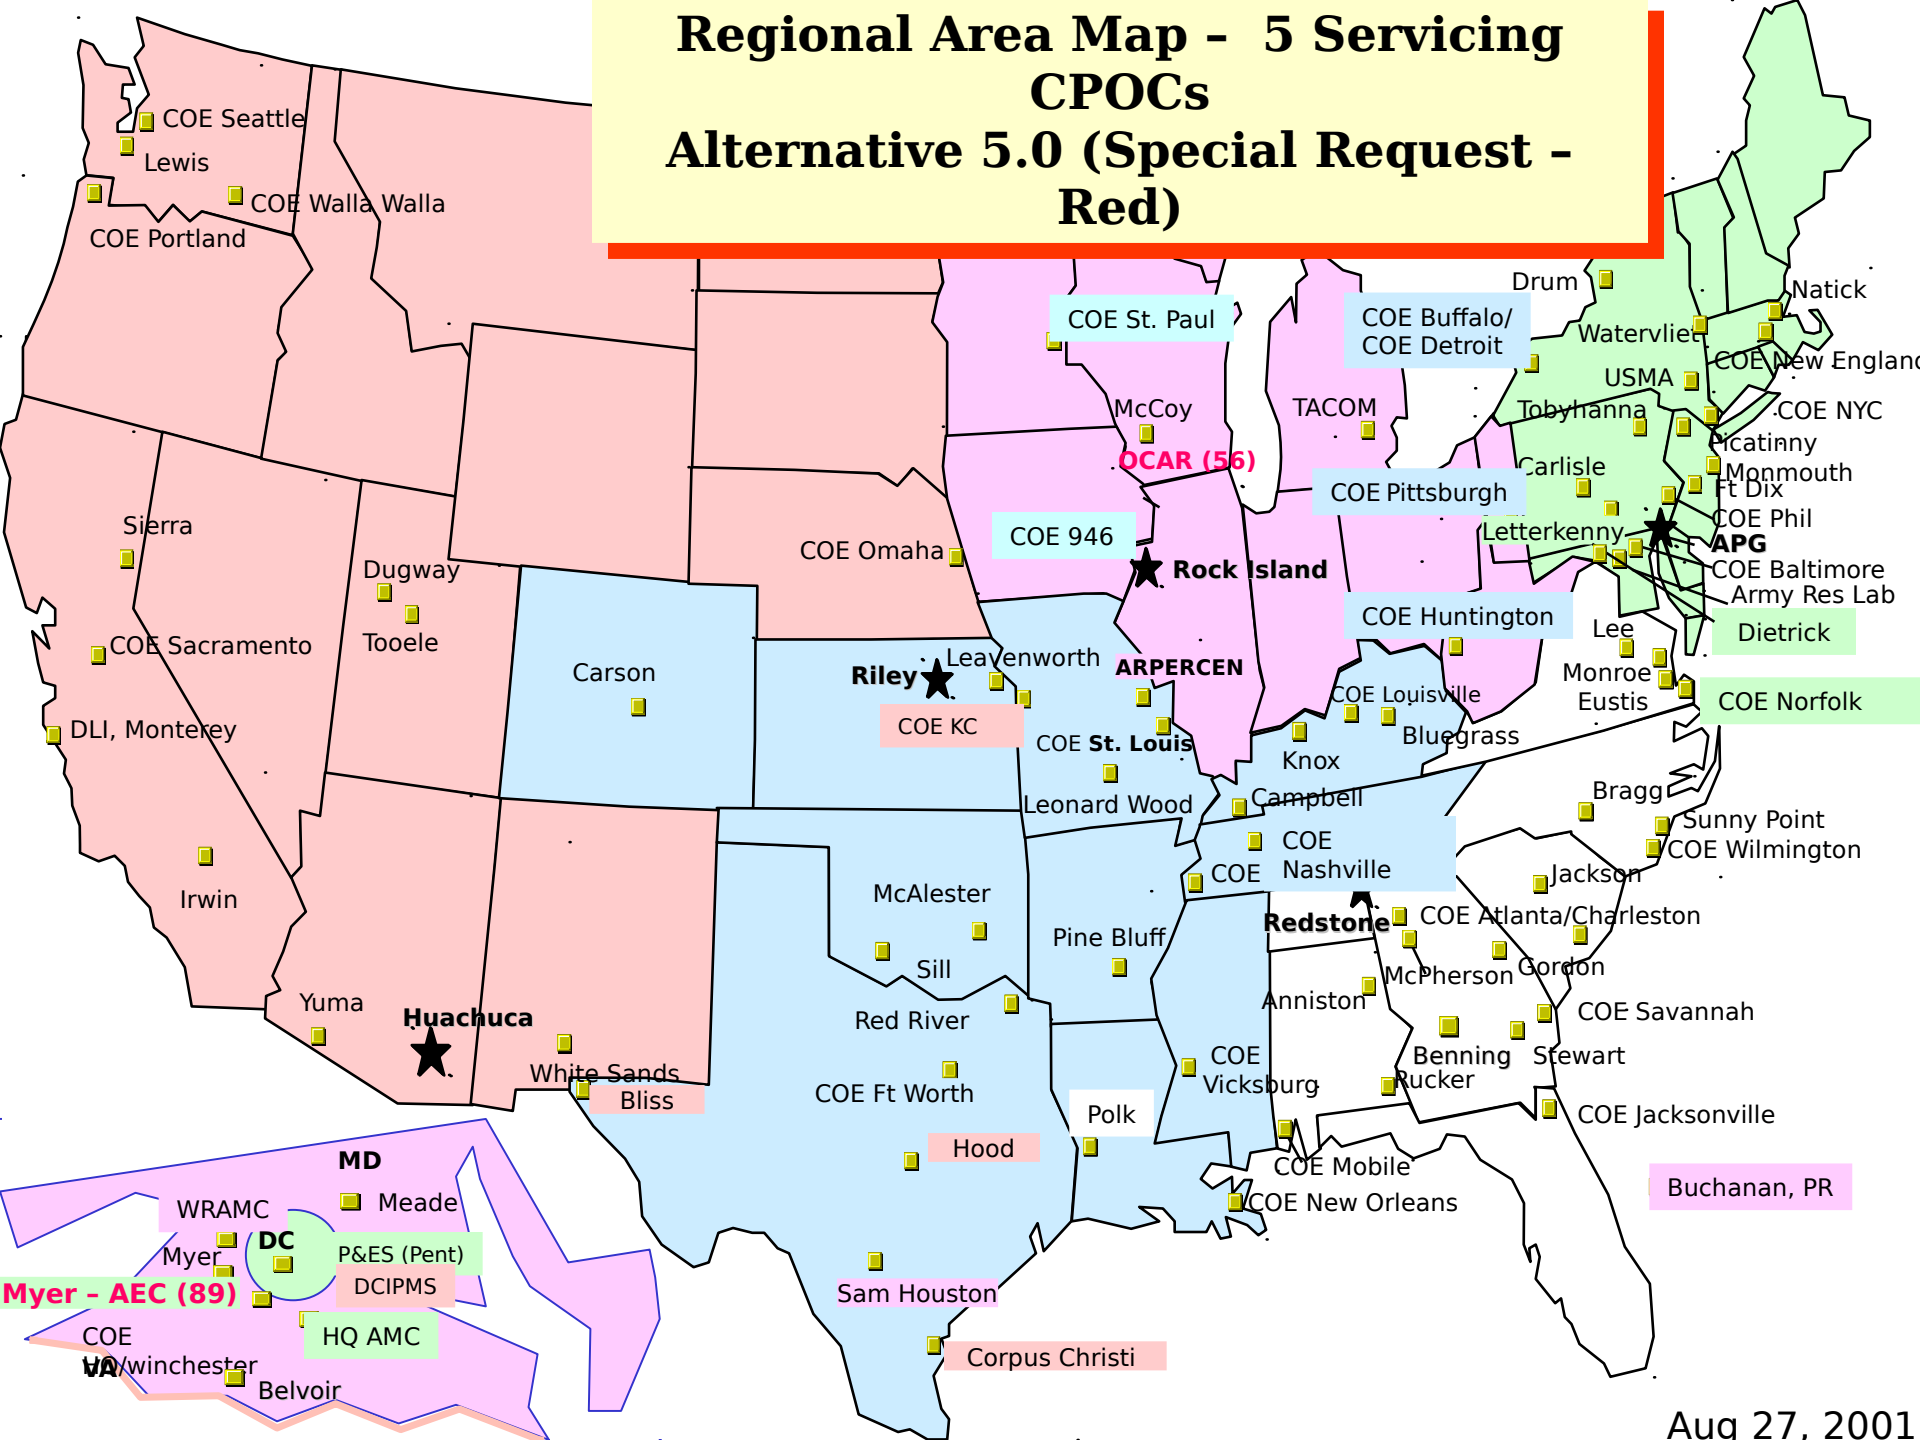 Regional Area Map – 5 Servicing
CPOCs
Alternative 5.0 (Special Request –
Red)
COE Seattle
Lewis
COE Walla Walla
COE Portland
Drum
Natick
COE St. Paul
COE Buffalo/
COE Detroit
Watervliet
COE New England
USMA
McCoy
TACOM
Tobyhanna
COE NYC
Picatinny
OCAR (56)
Carlisle
Monmouth
Ft Dix
COE Pittsburgh
COE Phil
Sierra
COE 946
Letterkenny
APG
COE Omaha
Dugway
Rock Island
COE Baltimore
Army Res Lab
COE Huntington
Lee
Dietrick
COE Sacramento
Tooele
Carson
Riley
Leavenworth
ARPERCEN
Monroe
Eustis
COE Louisville
COE Norfolk
DLI, Monterey
COE KC
COE St. Louis
Bluegrass
Knox
Leonard Wood
Campbell
Bragg
Sunny Point
COE
Nashville
COE Wilmington
COE
Jackson
Irwin
McAlester
Redstone
COE Atlanta/Charleston
Pine Bluff
Sill
McPherson
Gordon
Yuma
Huachuca
Red River
Anniston
COE Savannah
White Sands
Bliss
COE Ft Worth
COE
Vicksburg
Benning
Stewart
Rucker
Polk
COE Jacksonville
Hood
COE Mobile
MD
WRAMC
Meade
COE New Orleans
Buchanan, PR
DC
Myer
P&ES (Pent)
DCIPMS
Myer – AEC (89)
Sam Houston
HQ AMC
COE
HQ/winchester
VA
Belvoir
Corpus Christi
Aug 27, 2001